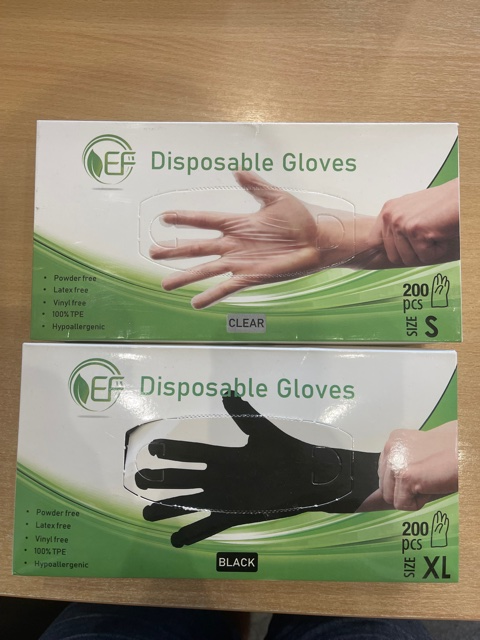 EF
Disposable Gloves
• Powder free
• Latex free
• Vinyl free
• 100% TPE
• Hypoallergenic
CLEAR
200
pcs
SIZE S
EF
Disposable Gloves
• Powder free
• Latex free
• Vinyl free
• 100% TPE
• Hypoallergenic
BLACK
200
pcs
SIZE XL